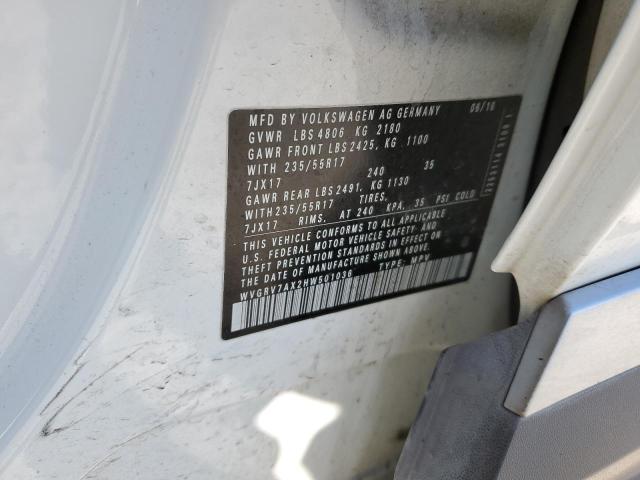 MFD BY VOLKSWAGEN AG GERMANY 06/16
GVWR LBS 4806 KG 2180
GAWR FRONT LBS 2425, KG 1100
WITH 235/55R17
7JX17 240 35
GAWR REAR LBS 2491, KG 1130
WITH 235/55R17 TIRES,
7JX17 RIMS, AT 240 KPA, 35 PSI COLD
THIS VEHICLE CONFORMS TO ALL APPLICABLE
U.S. FEDERAL MOTOR VEHICLE SAFETY AND
THEFT PREVENTION STANDARDS IN EFFECT ON
THE DATE OF MANUFACTURE SHOWN ABOVE.
WVGRV7AX2HW501036 TYPE: MPV